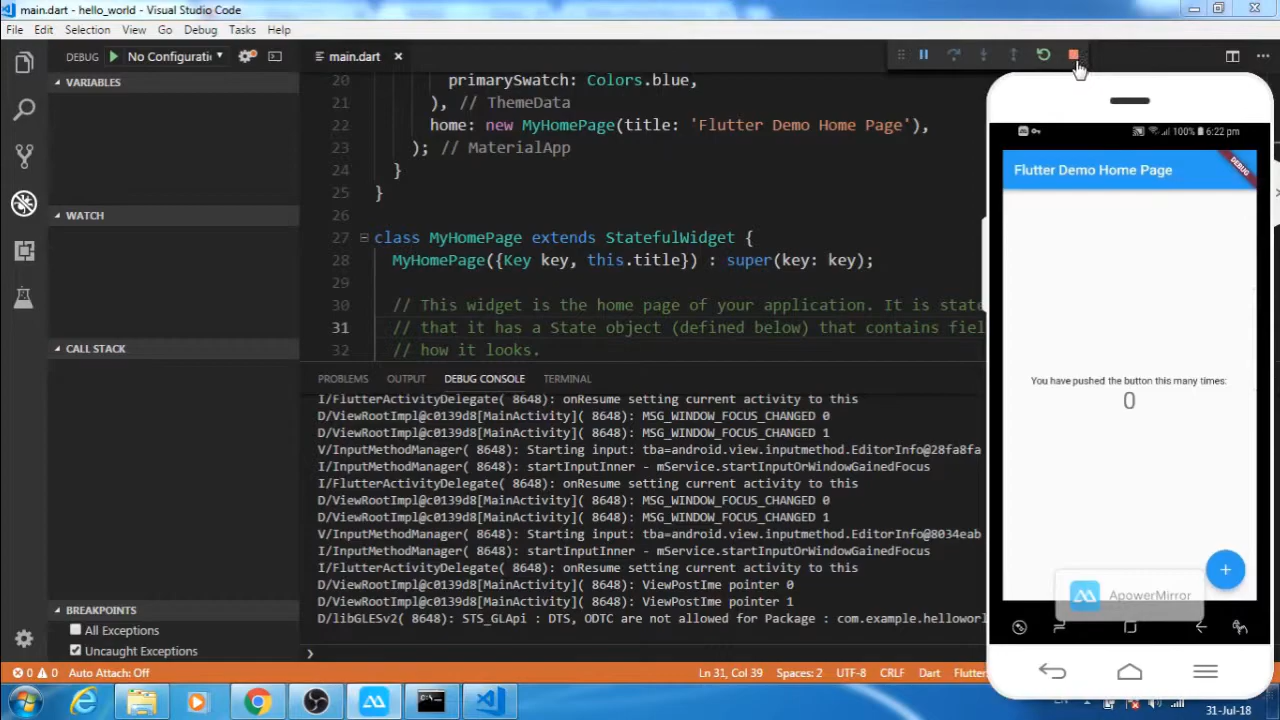 main.dart - hello_world - Visual Studio Code
File Edit Selection View Go Debug Tasks Help
DEBUG No Configurati
main.dart
VARIABLES
WATCH
CALL STACK
BREAKPOINTS
All Exceptions
Uncaught Exceptions
20 primarySwatch: Colors.blue,
21 ), // ThemeData
22 home: new MyHomePage(title: 'Flutter Demo Home Page'),
23 ); // MaterialApp
24 }
25 }
26
27 class MyHomePage extends StatefulWidget {
28 MyHomePage({Key key, this.title}) : super(key: key);
29
30 // This widget is the home page of your application. It is state
31 // that it has a State object (defined below) that contains fiel
32 // how it looks.
PROBLEMS OUTPUT DEBUG CONSOLE TERMINAL
I/FlutterActivityDelegate( 8648): onResume setting current activity to this
D/ViewRootImpl@c0139d8[MainActivity]( 8648): MSG_WINDOW_FOCUS_CHANGED 0
D/ViewRootImpl@c0139d8[MainActivity]( 8648): MSG_WINDOW_FOCUS_CHANGED 1
V/InputMethodManager( 8648): Starting input: tba=android.view.inputmethod.EditorInfo@28fa8fa
I/InputMethodManager( 8648): startInputInner - mService.startInputOrWindowGainedFocus
I/FlutterActivityDelegate( 8648): onResume setting current activity to this
D/ViewRootImpl@c0139d8[MainActivity]( 8648): MSG_WINDOW_FOCUS_CHANGED 0
D/ViewRootImpl@c0139d8[MainActivity]( 8648): MSG_WINDOW_FOCUS_CHANGED 1
V/InputMethodManager( 8648): Starting input: tba=android.view.inputmethod.EditorInfo@8034eab
I/InputMethodManager( 8648): startInputInner - mService.startInputOrWindowGainedFocus
I/FlutterActivityDelegate( 8648): onResume setting current activity to this
D/ViewRootImpl@c0139d8[MainActivity]( 8648): ViewPostIme pointer 0
D/ViewRootImpl@c0139d8[MainActivity]( 8648): ViewPostIme pointer 1
D/libGLESv2( 8648): STS_GLApi : DTS, ODTC are not allowed for Package : com.example.helloworl
100% 6:22 pm
Flutter Demo Home Page
DEBUG
You have pushed the button this many times:
0
ApowerMirror
0 0 Auto Attach: Off
Ln 31, Col 39 Spaces: 2 UTF-8 CRLF Dart Flutter
31-Jul-18